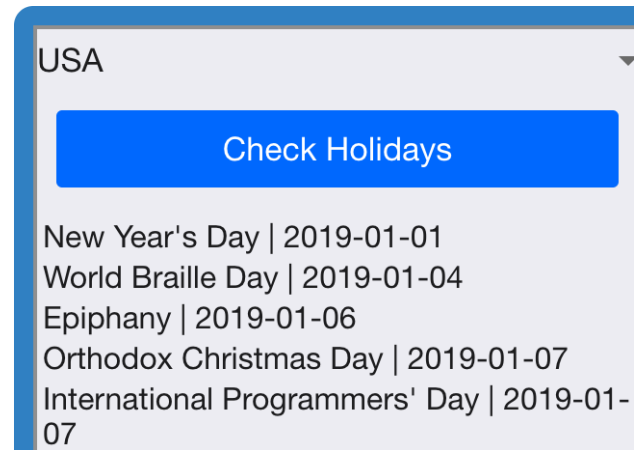 USA
Check Holidays
New Year's Day | 2019-01-01
World Braille Day | 2019-01-04
Epiphany | 2019-01-06
Orthodox Christmas Day | 2019-01-07
International Programmers' Day | 2019-01-
07